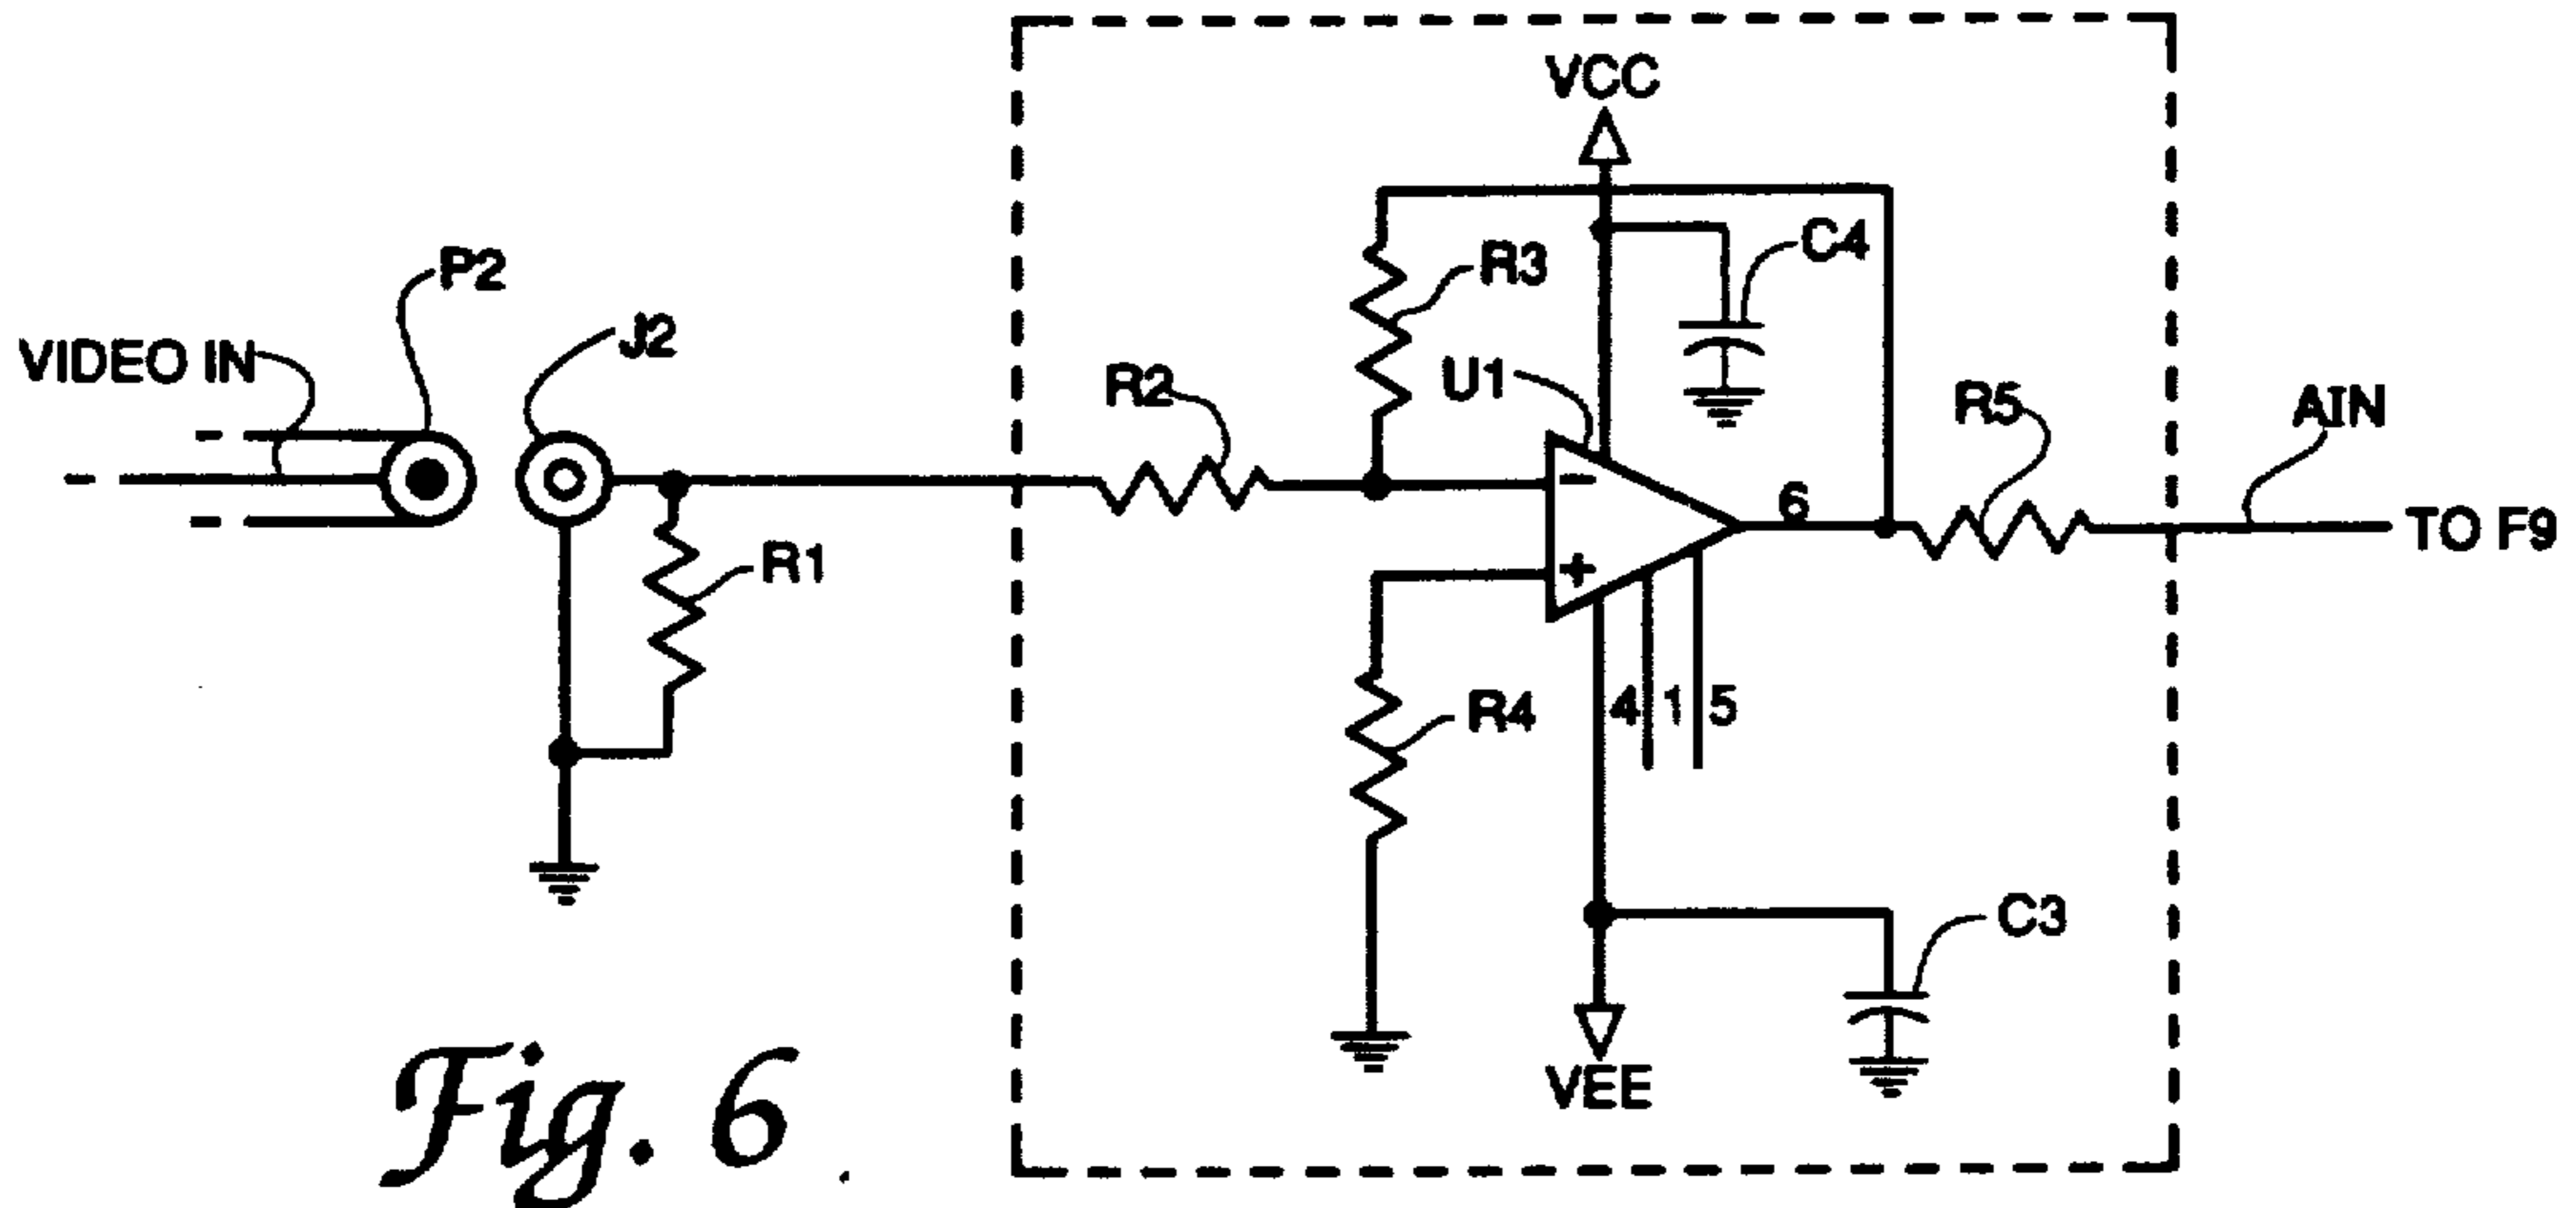 VCC
P2
C4
R3
J2
VIDEO IN
R2
U1
R5
AIN
−
6
TO F9
+
R1
R4
4
1
5
C3
VEE
Fig. 6